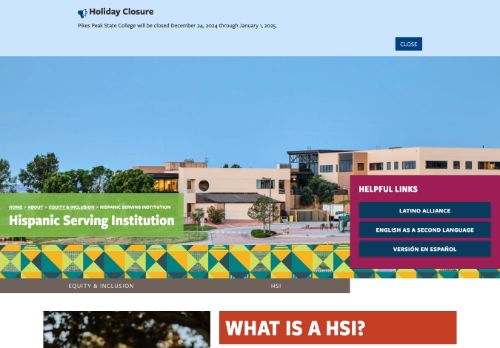 Holiday Closure
Pikes Peak State College will be closed December 24, 2024 through January 1, 2025.
CLOSE
HOME > ABOUT > EQUITY & INCLUSION > HISPANIC SERVING INSTITUTION
Hispanic Serving Institution
HELPFUL LINKS
LATINO ALLIANCE
ENGLISH AS A SECOND LANGUAGE
VERSIÓN EN ESPAÑOL
EQUITY & INCLUSION
HSI
WHAT IS A HSI?